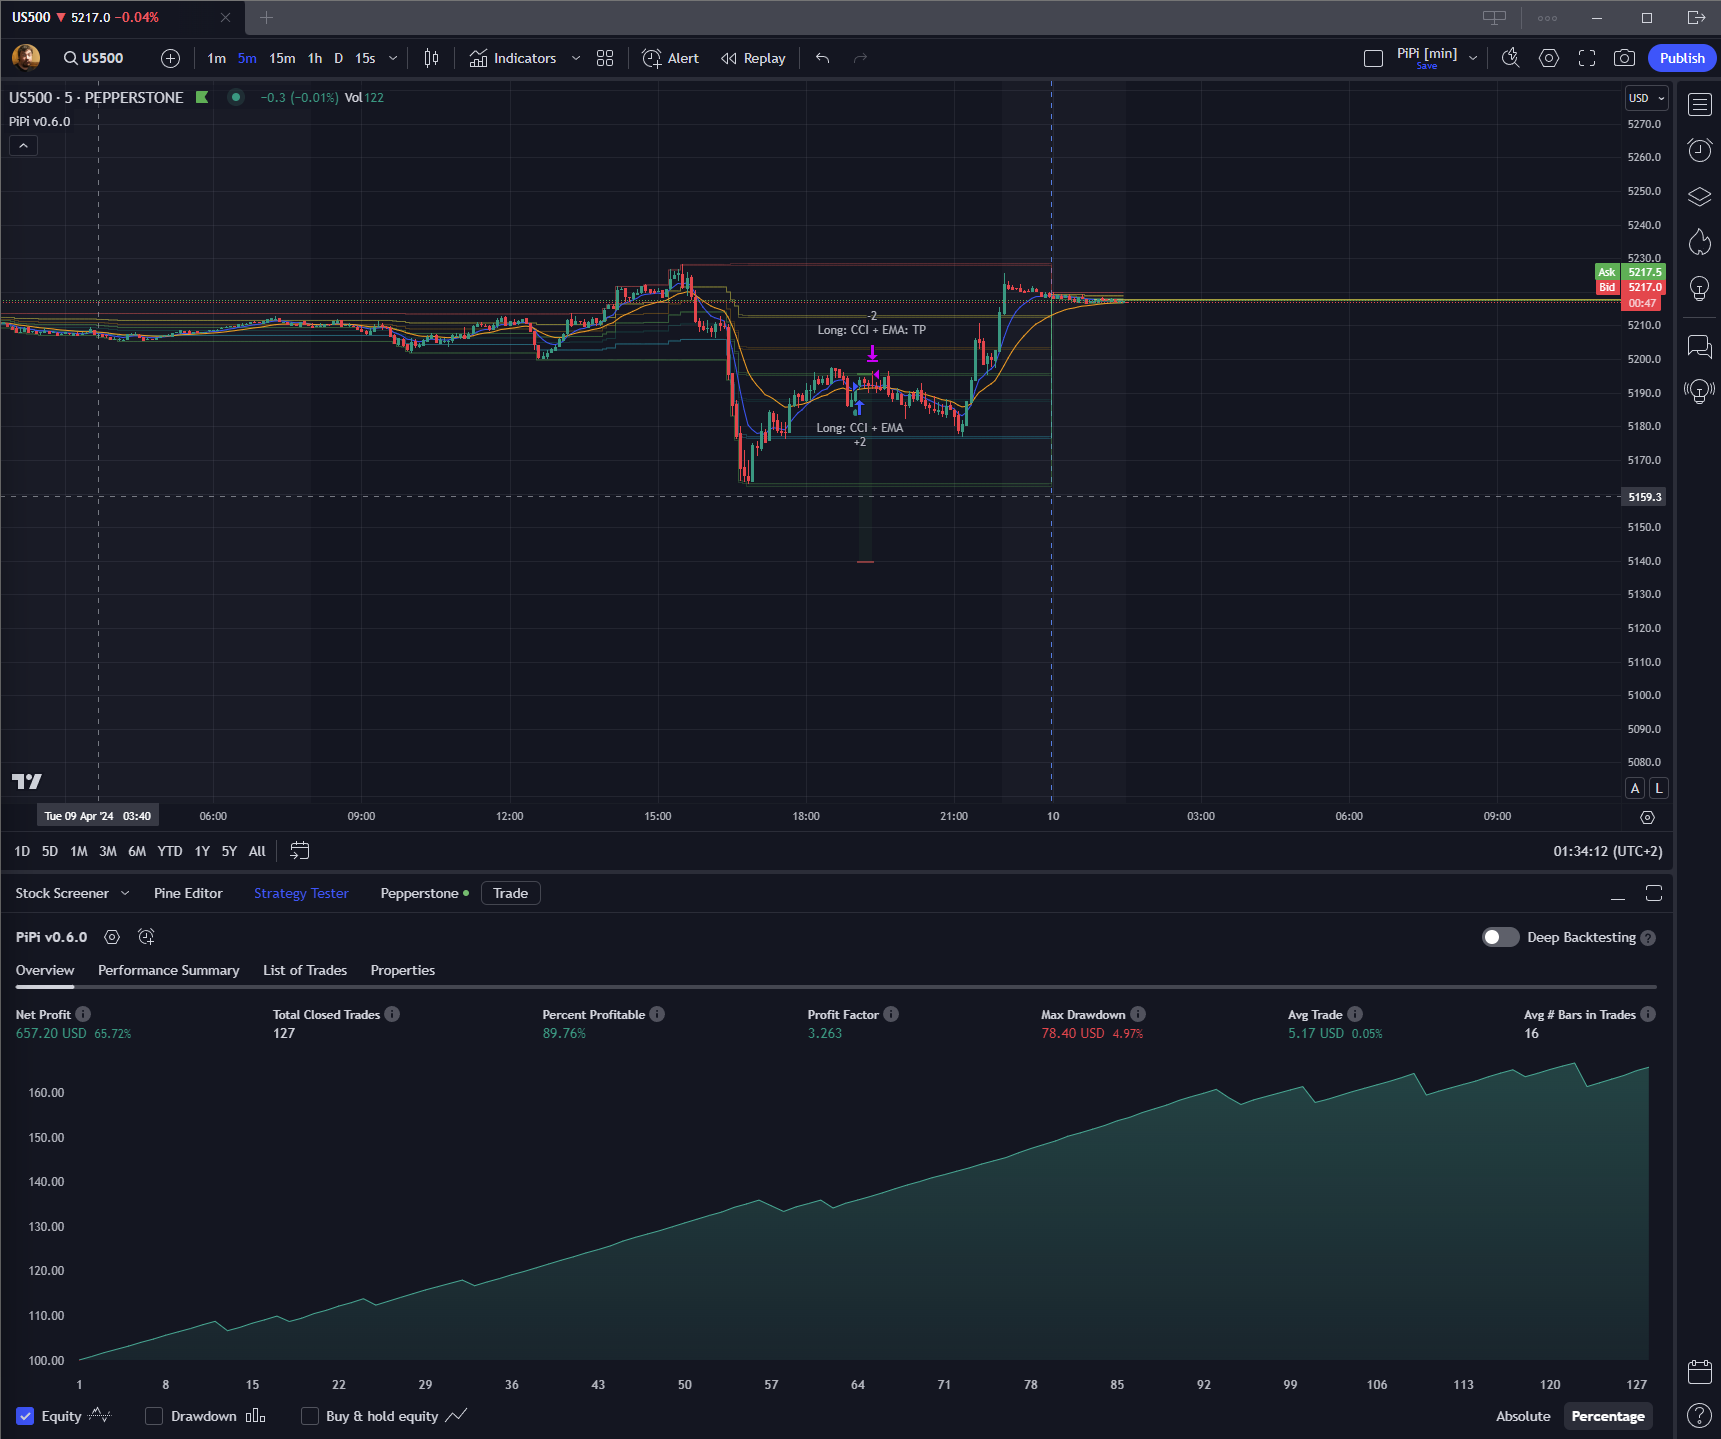 US500 ▼ 5217.0 −0.04%
US500 1m 5m 15m 1h D 15s Indicators Alert Replay PiPi [min] Save Publish
US500 · 5 · PEPPERSTONE −0.3 (−0.01%) Vol 122
PiPi v0.6.0
USD
5270.0
5260.0
5250.0
5240.0
5230.0
Ask 5217.5
Bid 5217.0
00:47
5210.0
5200.0
5190.0
5180.0
5170.0
5159.3
5150.0
5140.0
5130.0
5120.0
5110.0
5100.0
5090.0
5080.0
-2
Long: CCI + EMA: TP
Long: CCI + EMA
+2
A L
Tue 09 Apr '24 03:40 06:00 09:00 12:00 15:00 18:00 21:00 10 03:00 06:00 09:00
1D 5D 1M 3M 6M YTD 1Y 5Y All 01:34:12 (UTC+2)
Stock Screener Pine Editor Strategy Tester Pepperstone Trade
PiPi v0.6.0 Deep Backtesting ?
Overview Performance Summary List of Trades Properties
Net Profit Total Closed Trades Percent Profitable Profit Factor Max Drawdown Avg Trade Avg # Bars in Trades
657.20 USD 65.72% 127 89.76% 3.263 78.40 USD 4.97% 5.17 USD 0.05% 16
160.00
150.00
140.00
130.00
120.00
110.00
100.00
1 8 15 22 29 36 43 50 57 64 71 78 85 92 99 106 113 120 127
Equity Drawdown Buy & hold equity Absolute Percentage